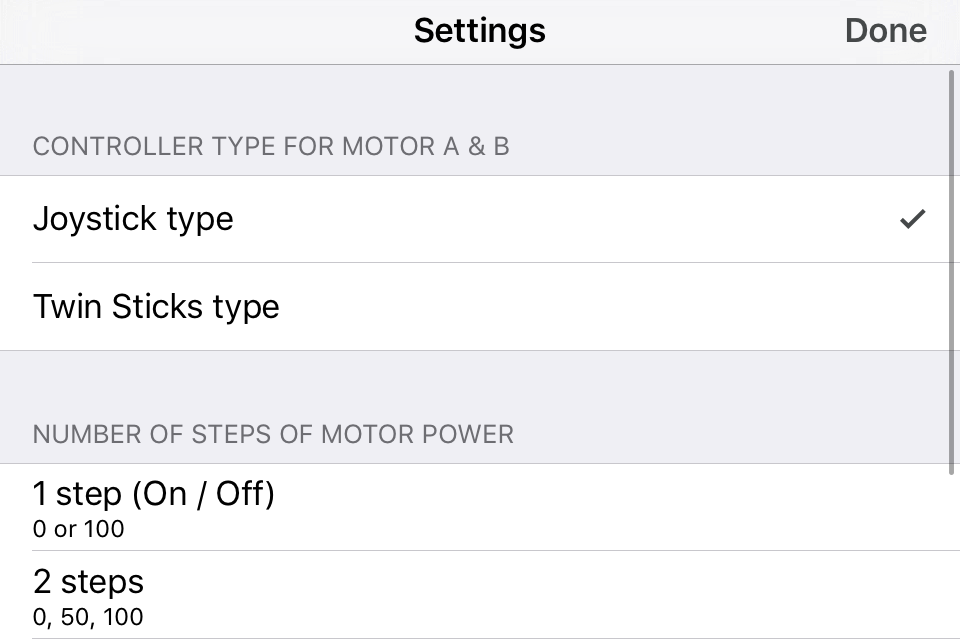 Settings
Done
CONTROLLER TYPE FOR MOTOR A & B
Joystick type
Twin Sticks type
NUMBER OF STEPS OF MOTOR POWER
1 step (On / Off)
0 or 100
2 steps
0, 50, 100